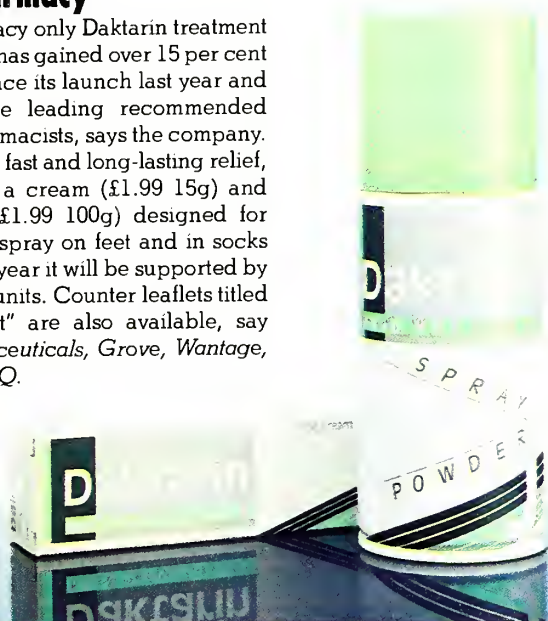 rmacy
acy only Daktarin treatment
has gained over 15 per cent
nce its launch last year and
e leading recommended
macists, says the company.
fast and long-lasting relief,
a cream (£1.99 15g) and
£1.99 100g) designed for
spray on feet and in socks
year it will be supported by
units. Counter leaflets titled
t" are also available, say
ceuticals, Grove, Wantage,
Q.
Dakt
SPRAY
POWDER
Daktarin
cream